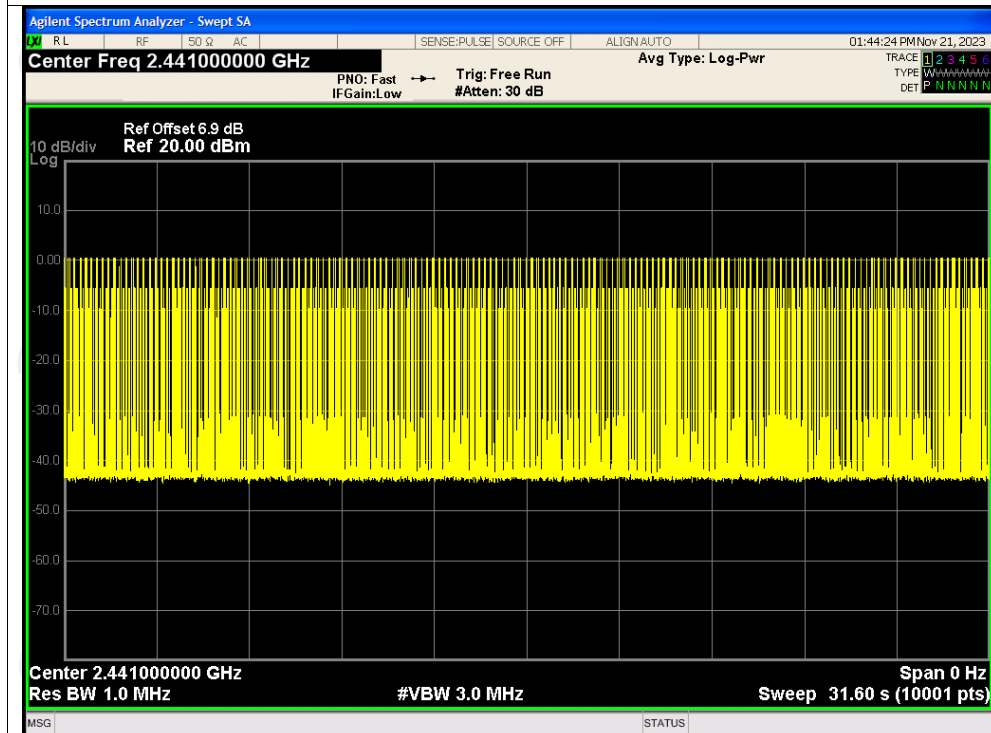 Agilent Spectrum Analyzer - Swept SA
LXI RL RF 50 Ω AC SENSE:PULSE SOURCE OFF ALIGN AUTO 01:44:24 PM Nov 21, 2023
Center Freq 2.441000000 GHz Avg Type: Log-Pwr TRACE 1 2 3 4 5 6
PNO: Fast Trig: Free Run TYPE WWWWWW
IFGain:Low #Atten: 30 dB DET P N N N N N
Ref Offset 6.9 dB
10 dB/div Ref 20.00 dBm
Log
10.0
0.00
-10.0
-20.0
-30.0
-40.0
-50.0
-60.0
-70.0
Center 2.441000000 GHz Span 0 Hz
Res BW 1.0 MHz #VBW 3.0 MHz Sweep 31.60 s (10001 pts)
MSG STATUS